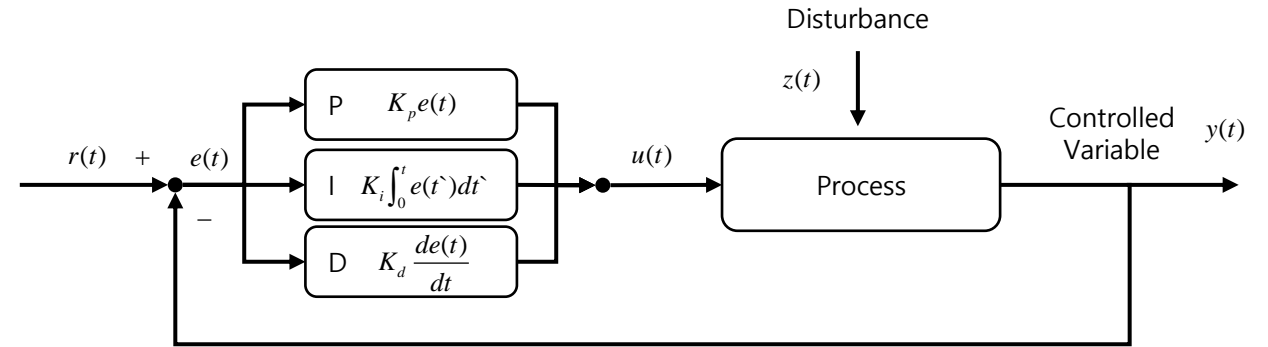 Disturbance
z(t)
P K_p e(t)
Controlled
Variable
y(t)
r(t) + e(t)
I K_i ∫_0^t e(t`)dt`
u(t)
Process
−
D K_d de(t)/dt